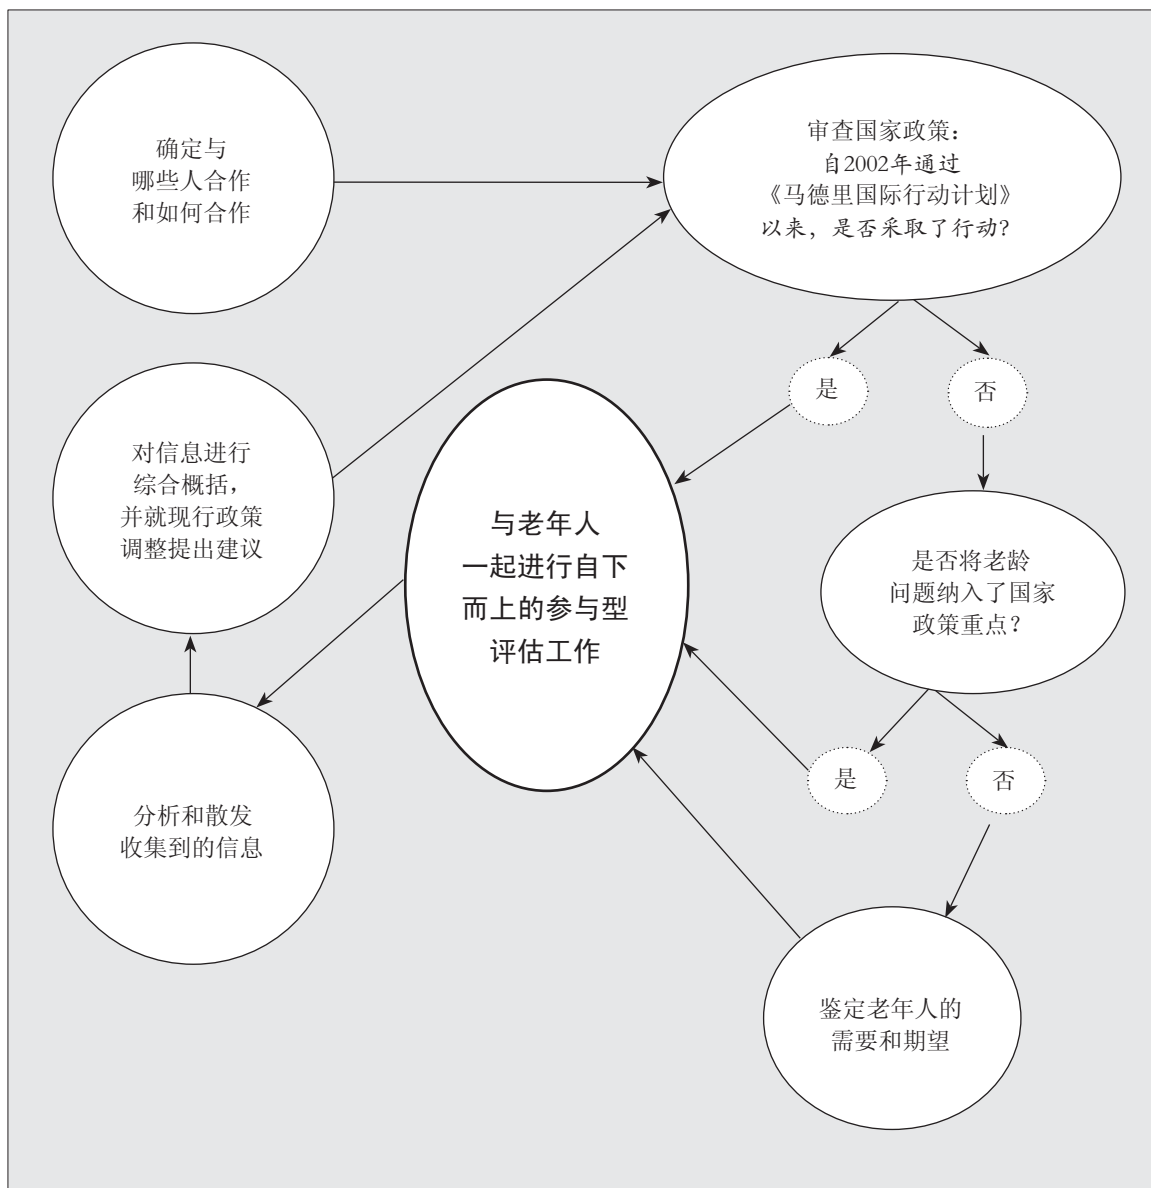 确定与
哪些人合作
和如何合作
审查国家政策：
自2002年通过
《马德里国际行动计划》
以来，是否采取了行动？
是
否
对信息进行
综合概括，
并就现行政策
调整提出建议
与老年人
一起进行自下
而上的参与型
评估工作
是否将老龄
问题纳入了国家
政策重点？
是
否
分析和散发
收集到的信息
鉴定老年人的
需要和期望